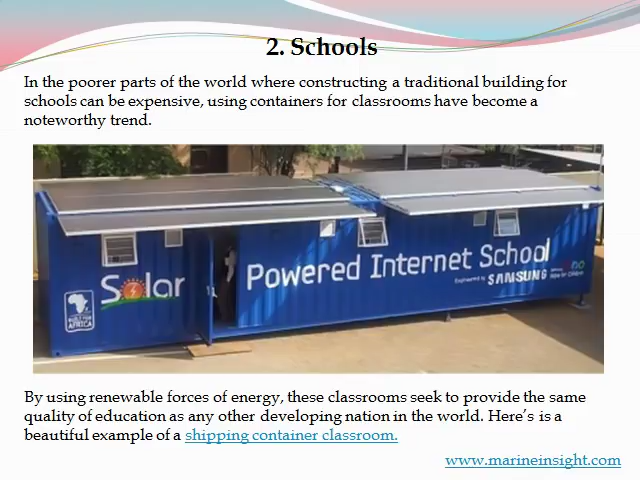 2. Schools
In the poorer parts of the world where constructing a traditional building for
schools can be expensive, using containers for classrooms have become a
noteworthy trend.
Solar
Powered Internet School
Engineered by SAMSUNG
BUILT FOR
AFRICA
By using renewable forces of energy, these classrooms seek to provide the same
quality of education as any other developing nation in the world. Here’s is a
beautiful example of a shipping container classroom.
www.marineinsight.com